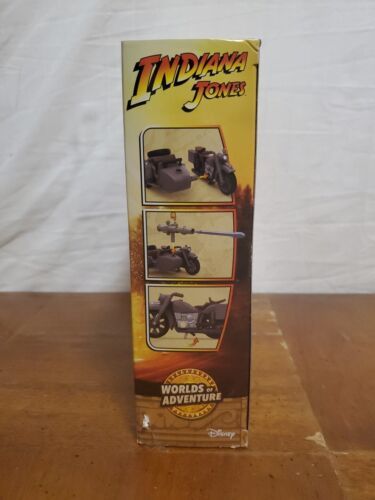 INDIANA
JONES
WORLDS OF
ADVENTURE
Disney